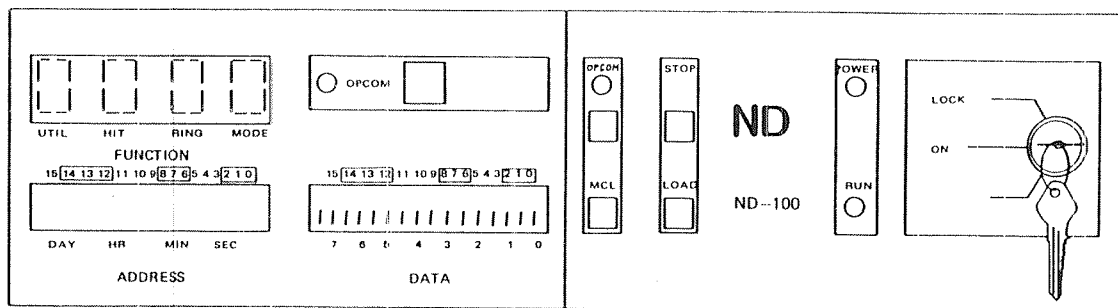 UTIL HIT RING MODE
FUNCTION
15 14 13 12 11 10 9 8 7 6 5 4 3 2 1 0
DAY HR MIN SEC
ADDRESS
OPCOM
15 14 13 12 11 10 9 8 7 6 5 4 3 2 1 0
7 6 5 4 3 2 1 0
DATA
OPCOM STOP
MCL LOAD
ND
ND--100
POWER
RUN
LOCK
ON